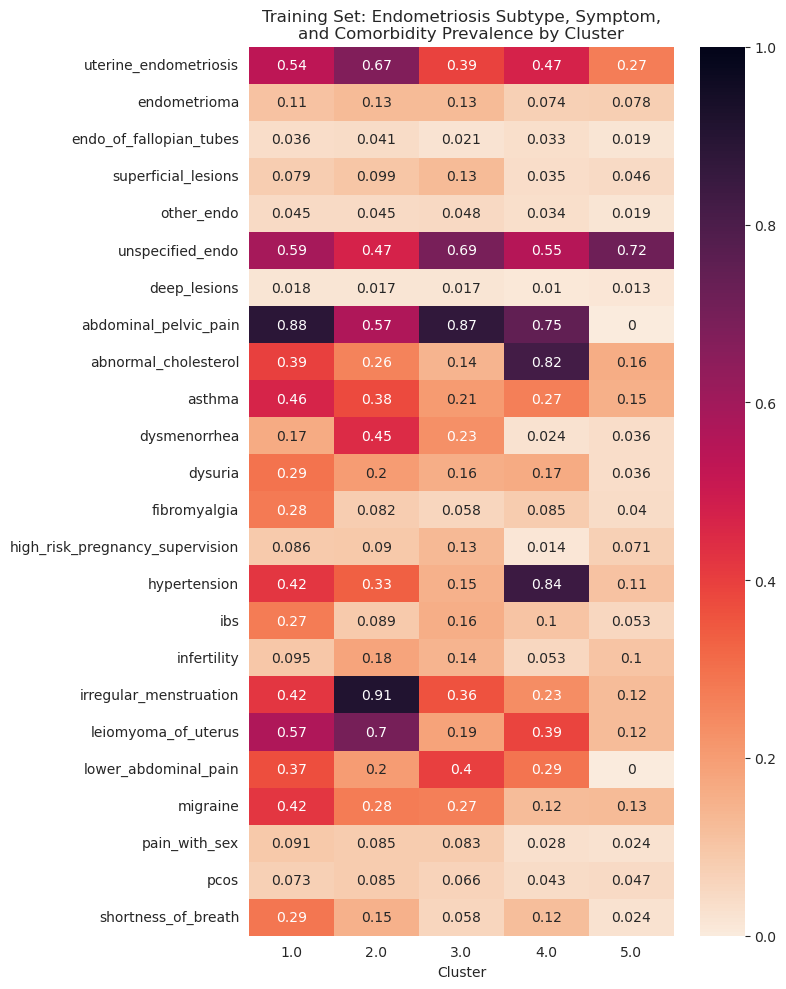 Training Set: Endometriosis Subtype, Symptom,
and Comorbidity Prevalence by Cluster
uterine_endometriosis 0.54 0.67 0.39 0.47 0.27
endometrioma 0.11 0.13 0.13 0.074 0.078
endo_of_fallopian_tubes 0.036 0.041 0.021 0.033 0.019
superficial_lesions 0.079 0.099 0.13 0.035 0.046
other_endo 0.045 0.045 0.048 0.034 0.019
unspecified_endo 0.59 0.47 0.69 0.55 0.72
deep_lesions 0.018 0.017 0.017 0.01 0.013
abdominal_pelvic_pain 0.88 0.57 0.87 0.75 0
abnormal_cholesterol 0.39 0.26 0.14 0.82 0.16
asthma 0.46 0.38 0.21 0.27 0.15
dysmenorrhea 0.17 0.45 0.23 0.024 0.036
dysuria 0.29 0.2 0.16 0.17 0.036
fibromyalgia 0.28 0.082 0.058 0.085 0.04
high_risk_pregnancy_supervision 0.086 0.09 0.13 0.014 0.071
hypertension 0.42 0.33 0.15 0.84 0.11
ibs 0.27 0.089 0.16 0.1 0.053
infertility 0.095 0.18 0.14 0.053 0.1
irregular_menstruation 0.42 0.91 0.36 0.23 0.12
leiomyoma_of_uterus 0.57 0.7 0.19 0.39 0.12
lower_abdominal_pain 0.37 0.2 0.4 0.29 0
migraine 0.42 0.28 0.27 0.12 0.13
pain_with_sex 0.091 0.085 0.083 0.028 0.024
pcos 0.073 0.085 0.066 0.043 0.047
shortness_of_breath 0.29 0.15 0.058 0.12 0.024
1.0 2.0 3.0 4.0 5.0
Cluster
1.0
0.8
0.6
0.4
0.2
0.0